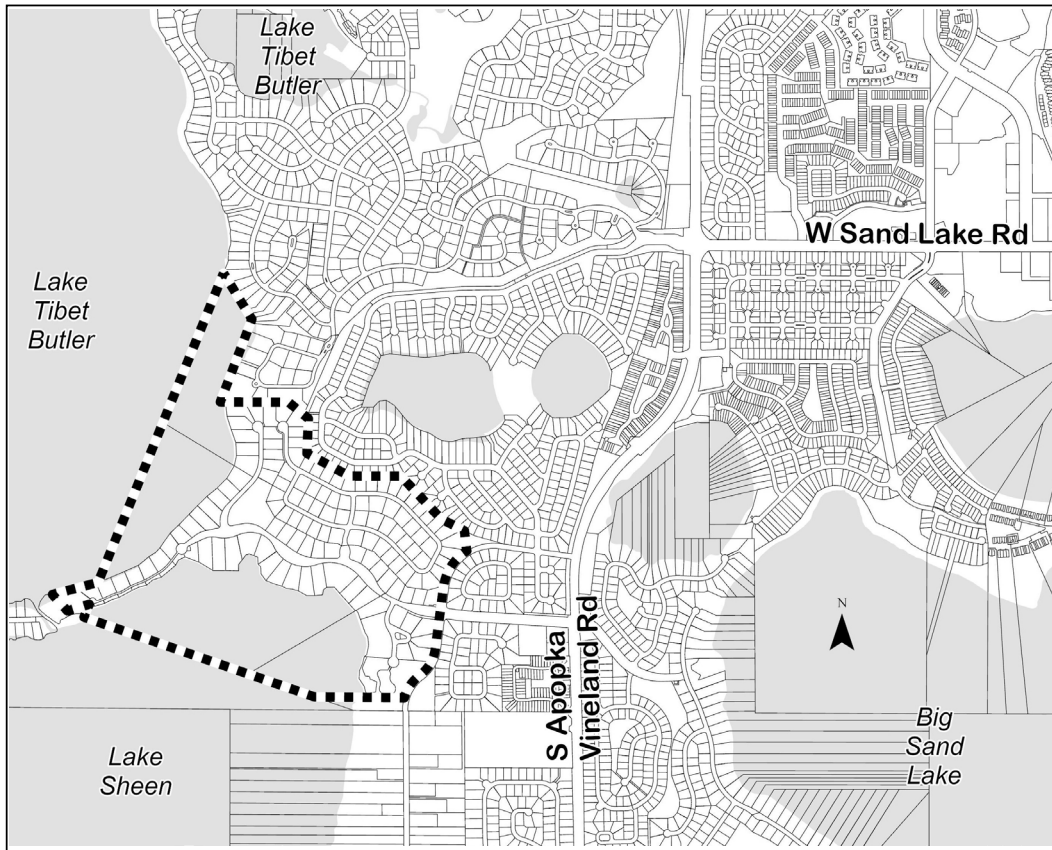 Lake
Tibet
Butler
W Sand Lake Rd
Lake
Tibet
Butler
N
S Apopka
Vineland Rd
Big
Sand
Lake
Lake
Sheen